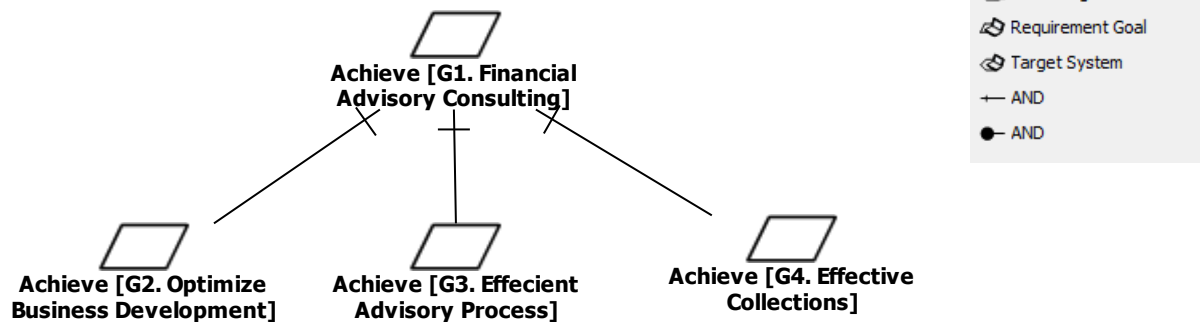 Requirement Goal
Target System
AND
AND
Achieve [G1. Financial
Advisory Consulting]
Achieve [G2. Optimize
Business Development]
Achieve [G3. Effecient
Advisory Process]
Achieve [G4. Effective
Collections]